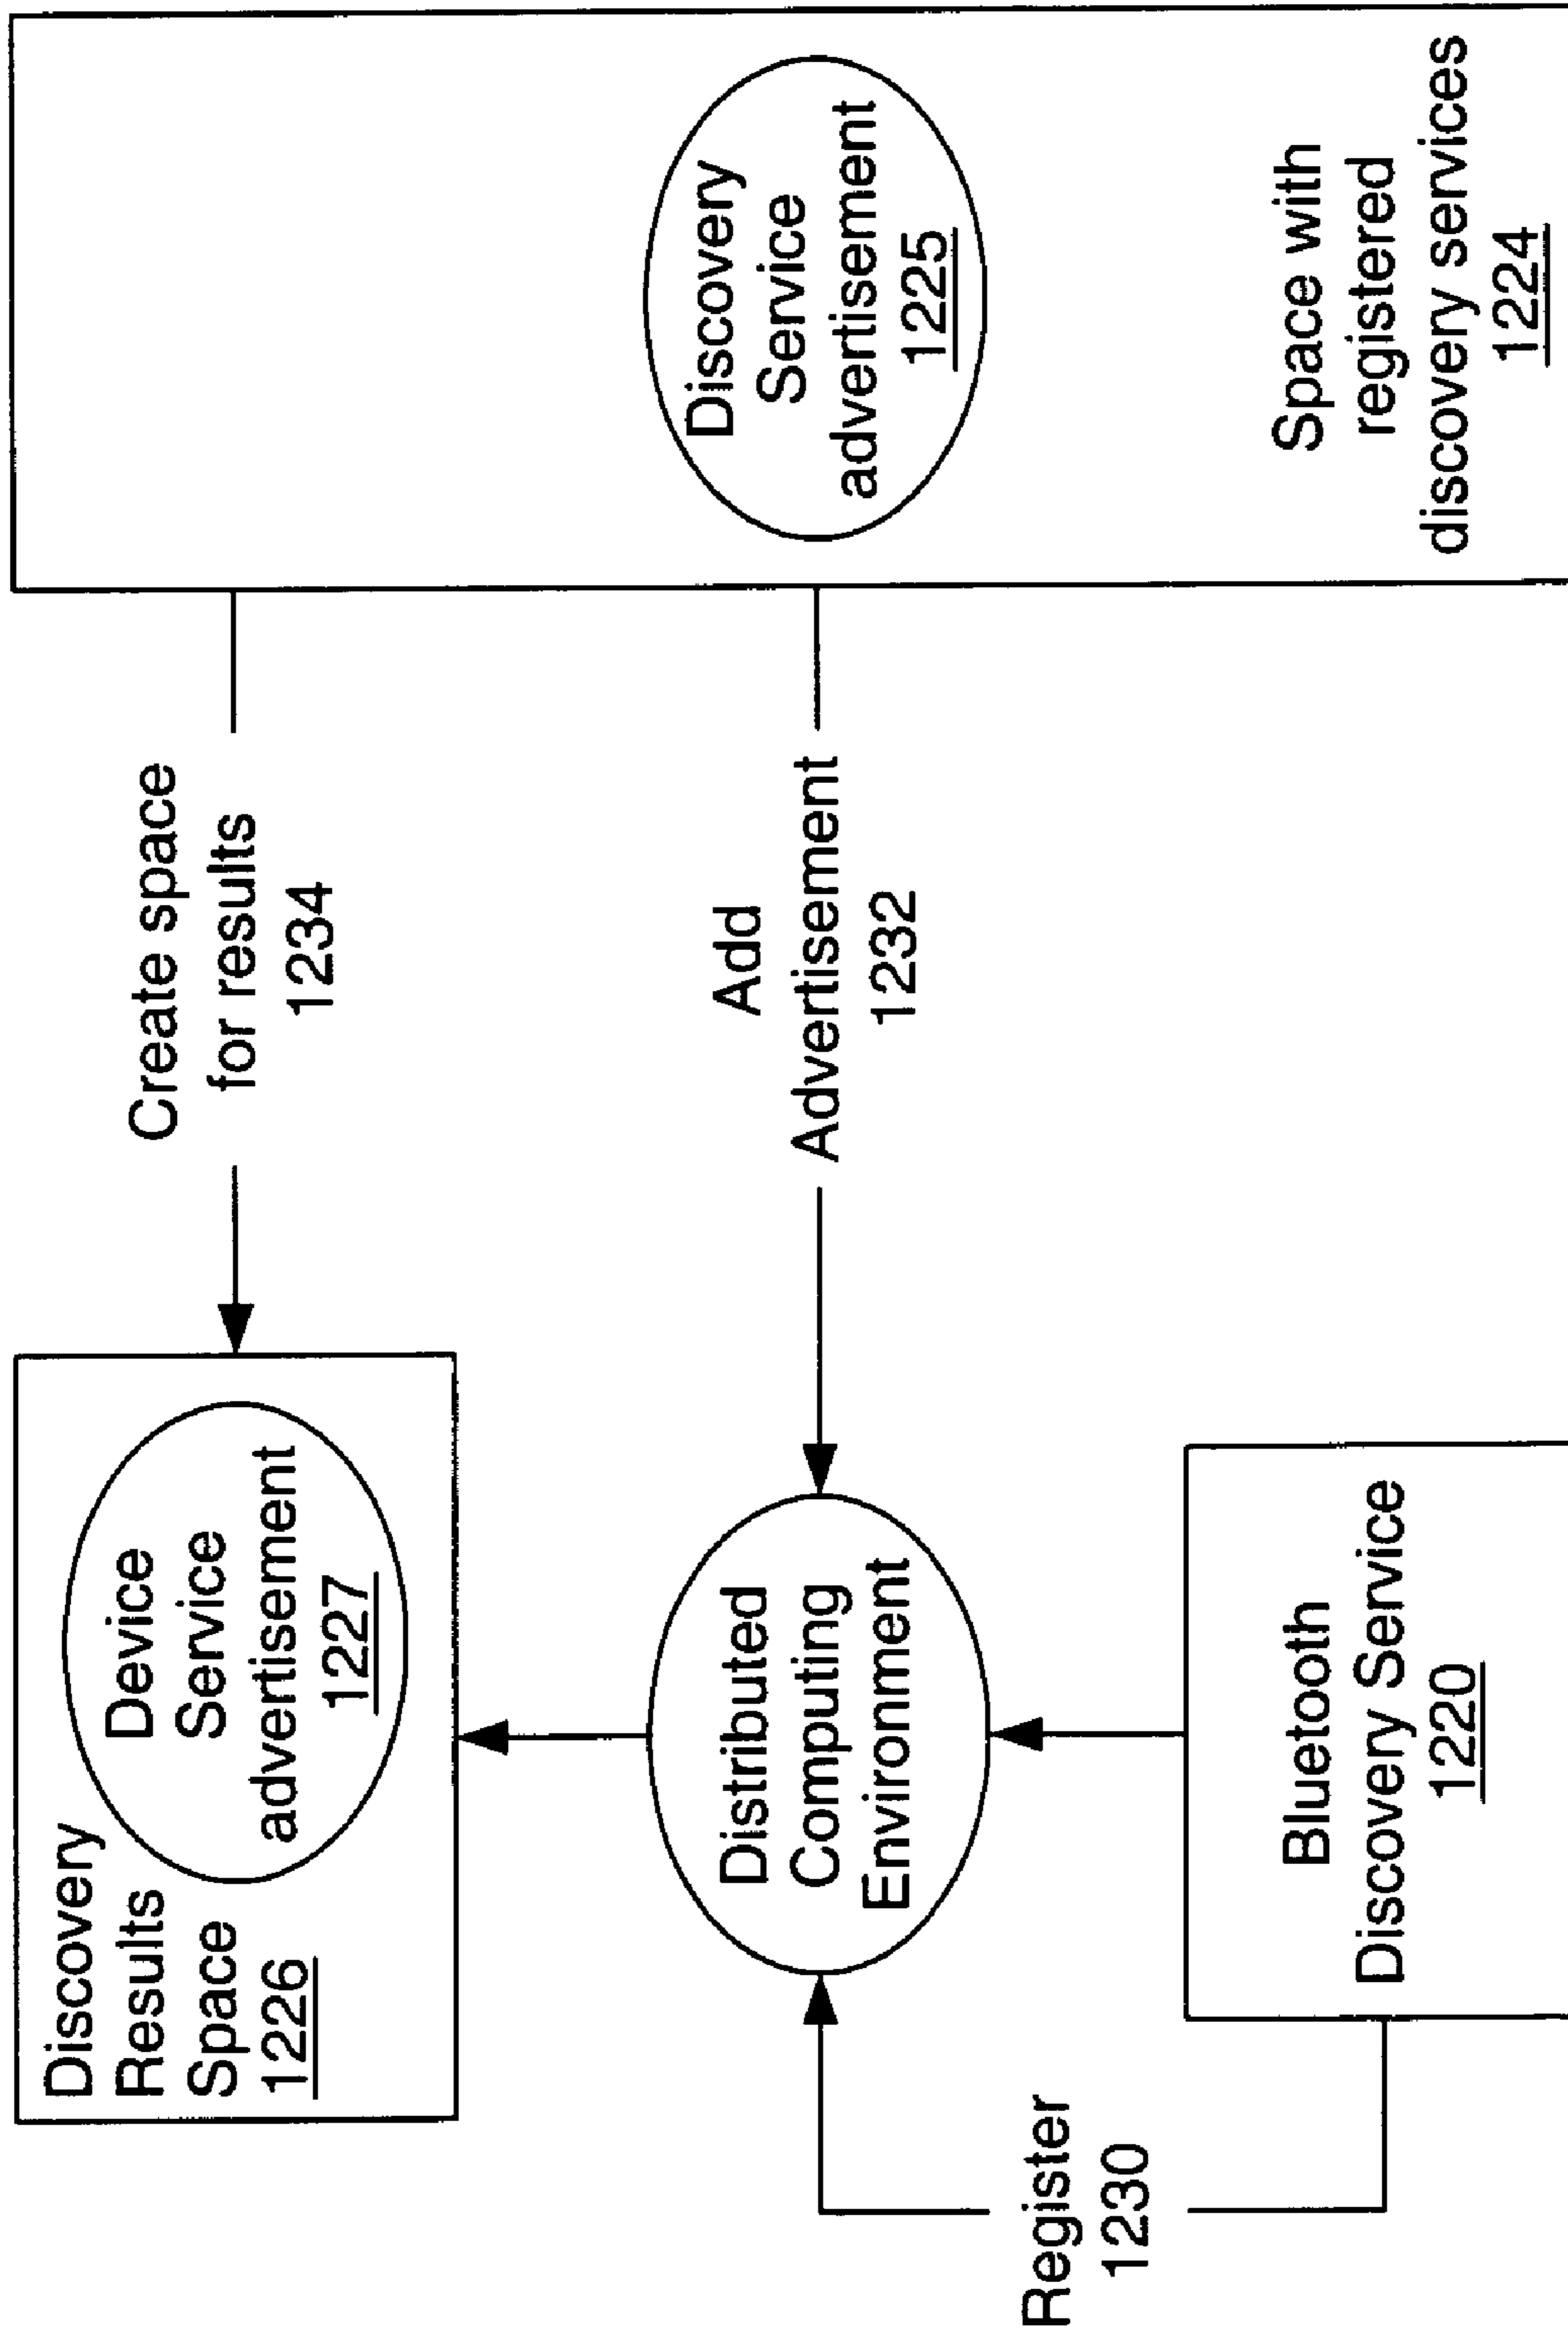 Discovery
Results
Space
1226
Device
Service
advertisement
1227
Create space
for results
1234
Distributed
Computing
Environment
Add
Advertisement
1232
Discovery
Service
advertisement
1225
Register
1230
Bluetooth
Discovery Service
1220
Space with
registered
discovery services
1224